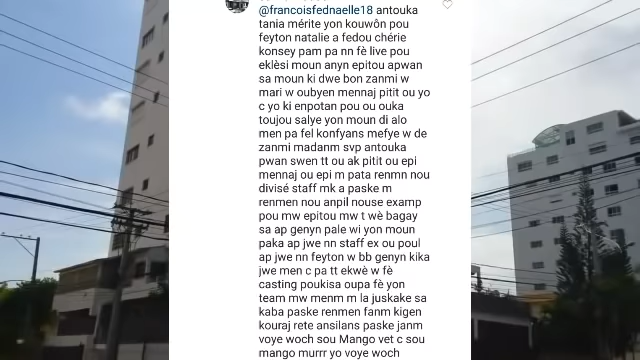 @francoisfednaelle18 antouka
tania mérite yon kouwôn pou
feyton natalie a fedou chérie
konsey pam pa nn fè live pou
eklèsi moun anyn epitou apwan
sa moun ki dwe bon zanmi w
mari w oubyen mennaj pitit ou yo
c yo ki enpotan pou ou ouka
toujou salye yon moun di alo
men pa fel konfyans mefye w de
zanmi madanm svp antouka
pwan swen tt ou ak pitit ou epi
mennaj ou epi m pata renmn nou
divisé staff mk a paske m
renmen nou anpil nouse examp
pou mw epitou mw t wè bagay
sa ap genyn pale wi yon moun
paka ap jwe nn staff ex ou poul
ap jwe nn feyton w bb genyn kika
jwe men c pa tt ekwè w fè
casting poukisa oupa fè yon
team mw menm m la juskake sa
kaba paske renmen fanm kigen
kouraj rete ansilans paske janm
voye woch sou Mango vet c sou
mango murrr yo voye woch